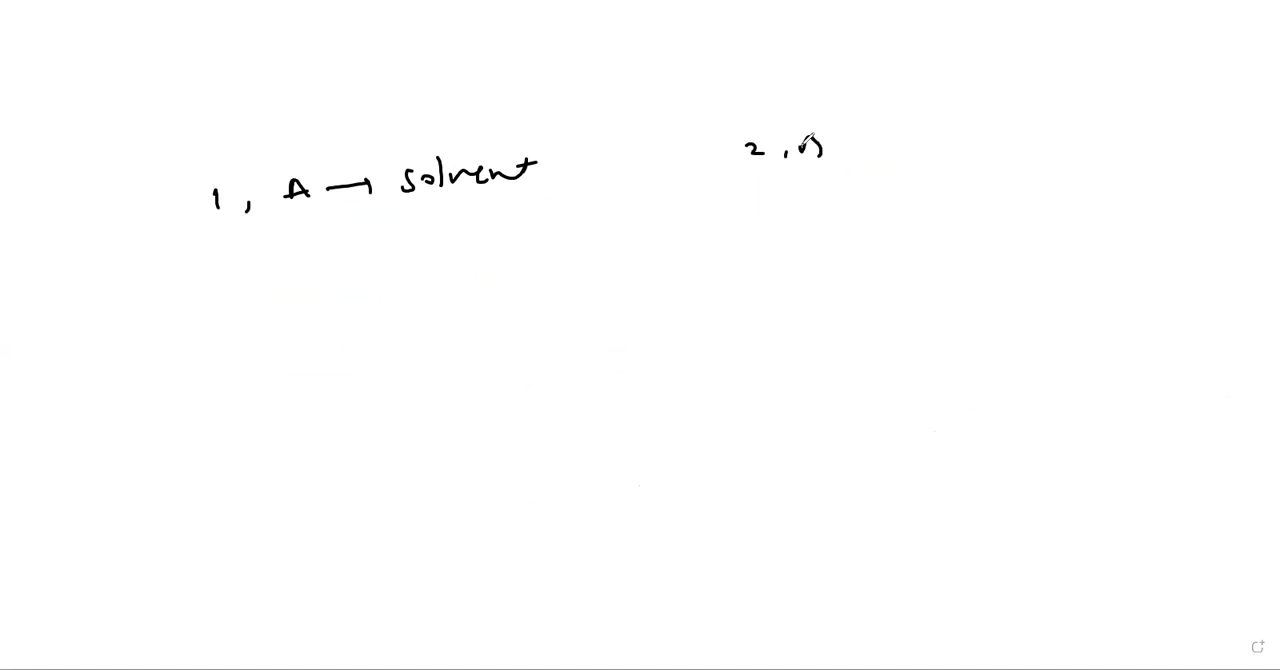 1, A → solvent
2,